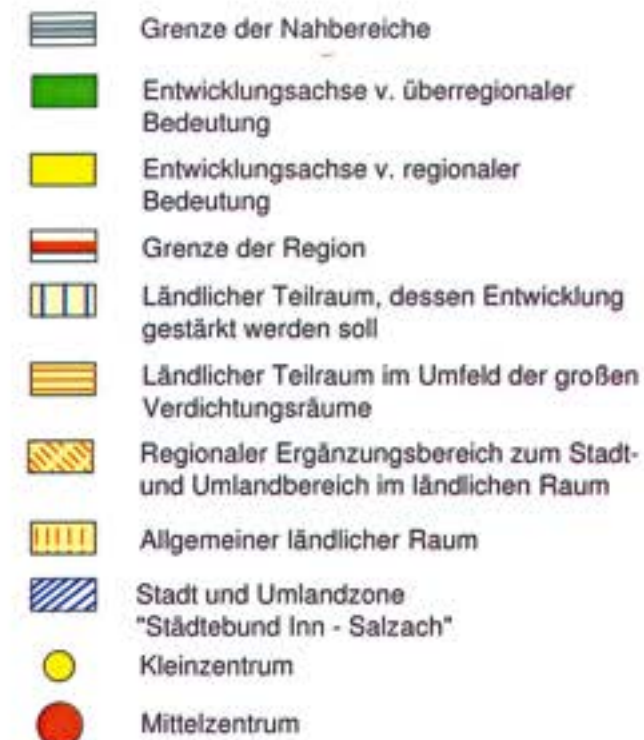 Grenze der Nahbereiche
Entwicklungsachse v. überregionaler
Bedeutung
Entwicklungsachse v. regionaler
Bedeutung
Grenze der Region
Ländlicher Teilraum, dessen Entwicklung
gestärkt werden soll
Ländlicher Teilraum im Umfeld der großen
Verdichtungsräume
Regionaler Ergänzungsbereich zum Stadt-
und Umlandbereich im ländlichen Raum
Allgemeiner ländlicher Raum
Stadt und Umlandzone
"Städtebund Inn - Salzach"
Kleinzentrum
Mittelzentrum